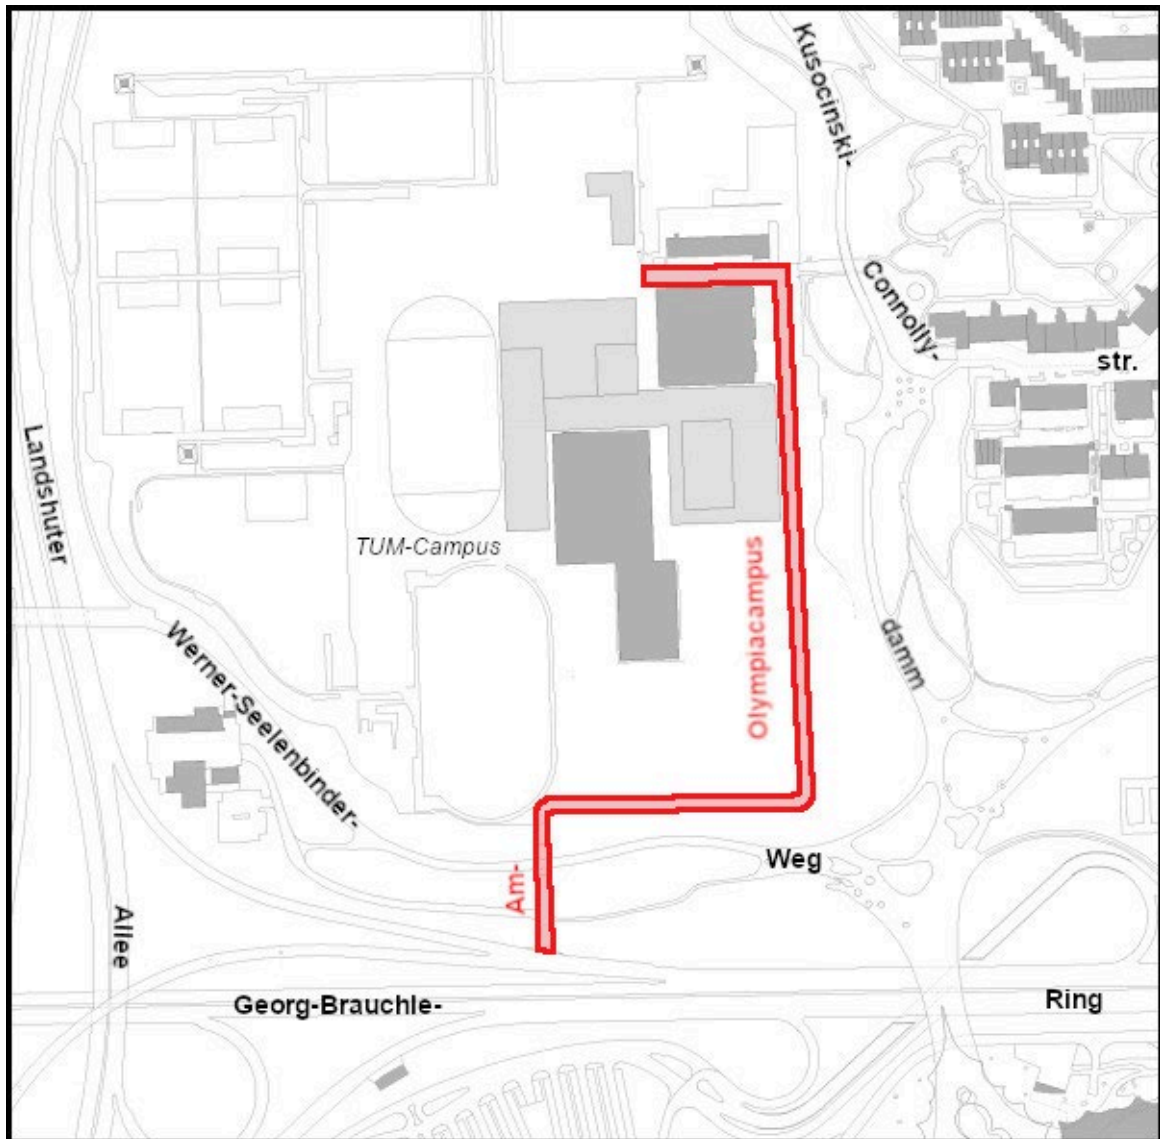 Kusocinski-
Connolly-
str.
Landshuter
TUM-Campus
Olympiacampus
damm
Werner-Seelenbinder-
Weg
Am-
Allee
Georg-Brauchle-
Ring